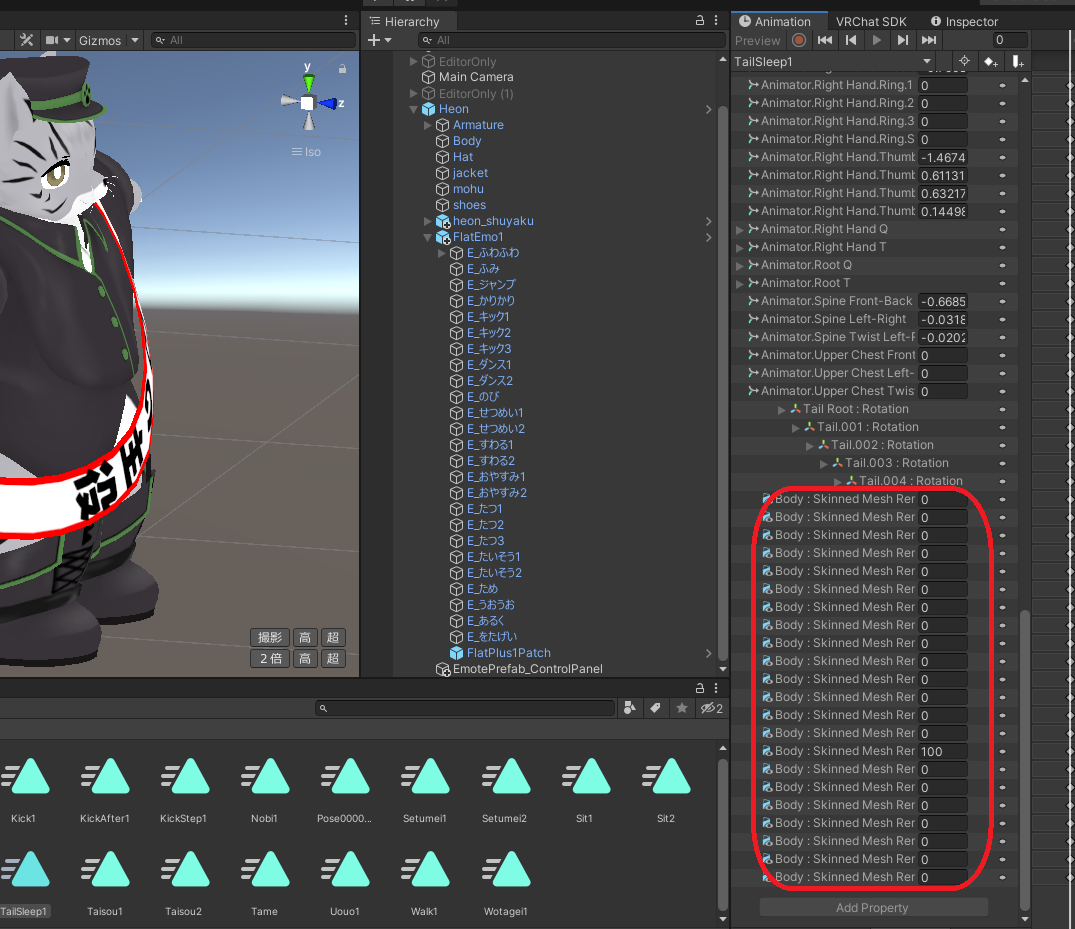 Hierarchy
Animation
VRChat SDK
Inspector
Gizmos
All
All
Preview
0
TailSleep1
EditorOnly
Main Camera
EditorOnly (1)
Heon
Armature
Body
Hat
jacket
mohu
shoes
heon_shuyaku
FlatEmo1
E_ふわふわ
E_ふみ
E_ジャンプ
E_かりかり
E_キック1
E_キック2
E_キック3
E_ダンス1
E_ダンス2
E_のび
E_せつめい1
E_せつめい2
E_すわる1
E_すわる2
E_おやすみ1
E_おやすみ2
E_たつ1
E_たつ2
E_たつ3
E_たいそう1
E_たいそう2
E_ため
E_うおうお
E_あるく
E_をたげい
FlatPlus1Patch
EmotePrefab_ControlPanel
y
z
Iso
撮影 高 超
2倍 高 超
Animator.Right Hand.Ring.1 0
Animator.Right Hand.Ring.2 0
Animator.Right Hand.Ring.3 0
Animator.Right Hand.Ring.S 0
Animator.Right Hand.Thumb -1.4674
Animator.Right Hand.Thumb 0.61131
Animator.Right Hand.Thumb 0.63217
Animator.Right Hand.Thumb 0.14498
Animator.Right Hand Q
Animator.Right Hand T
Animator.Root Q
Animator.Root T
Animator.Spine Front-Back -0.6685
Animator.Spine Left-Right -0.0318
Animator.Spine Twist Left-R -0.0202
Animator.Upper Chest Front 0
Animator.Upper Chest Left- 0
Animator.Upper Chest Twis 0
Tail Root : Rotation
Tail.001 : Rotation
Tail.002 : Rotation
Tail.003 : Rotation
Tail.004 : Rotation
Body : Skinned Mesh Rer 0
Body : Skinned Mesh Rer 0
Body : Skinned Mesh Rer 0
Body : Skinned Mesh Rer 0
Body : Skinned Mesh Rer 0
Body : Skinned Mesh Rer 0
Body : Skinned Mesh Rer 0
Body : Skinned Mesh Rer 0
Body : Skinned Mesh Rer 0
Body : Skinned Mesh Rer 0
Body : Skinned Mesh Rer 0
Body : Skinned Mesh Rer 0
Body : Skinned Mesh Rer 0
Body : Skinned Mesh Rer 0
Body : Skinned Mesh Rer 100
Body : Skinned Mesh Rer 0
Body : Skinned Mesh Rer 0
Body : Skinned Mesh Rer 0
Body : Skinned Mesh Rer 0
Body : Skinned Mesh Rer 0
Body : Skinned Mesh Rer 0
Body : Skinned Mesh Rer 0
Add Property
2
Kick1
KickAfter1
KickStep1
Nobi1
Pose0000...
Setumei1
Setumei2
Sit1
Sit2
TailSleep1
Taisou1
Taisou2
Tame
Uouo1
Walk1
Wotagei1